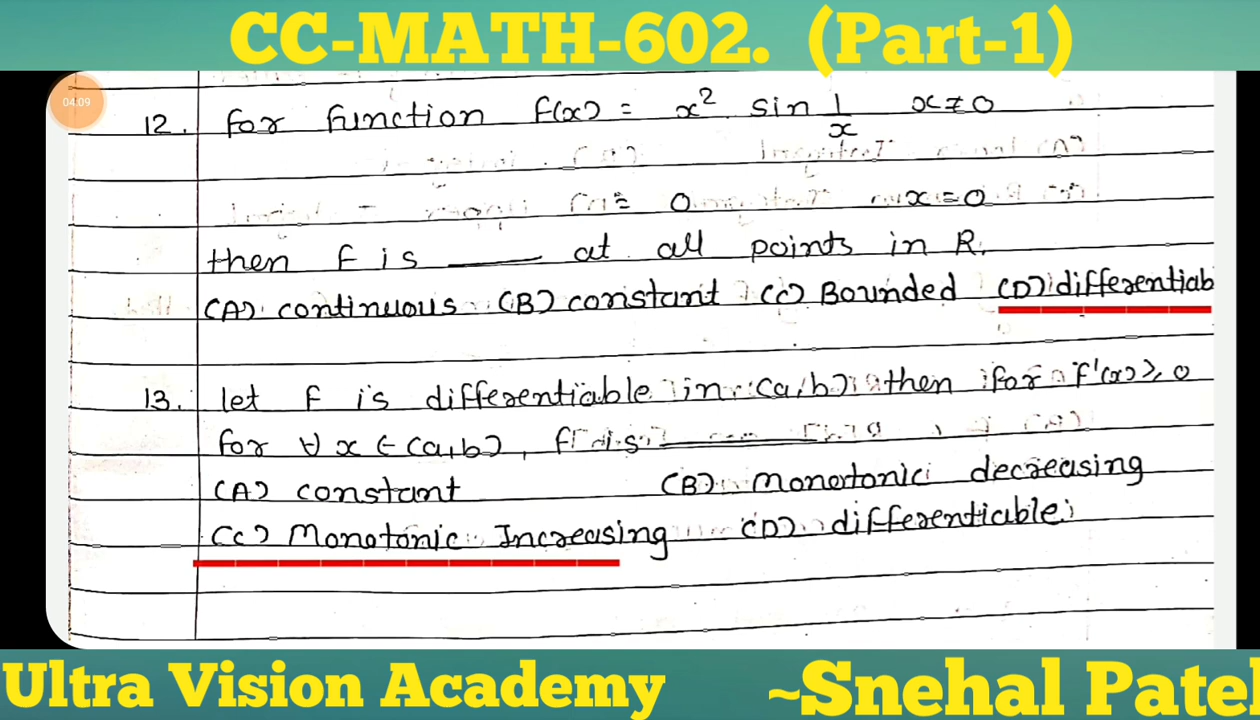 CC-MATH-602. (Part-1)
04:09
12. for function f(x) = x² sin 1/x x≠0
= 0 x=0
then f is ______ at all points in R.
(A) continuous (B) constant (C) Bounded (D) differentiab
13. let f is differentiable in (a,b) then for f'(x) ≥ 0
for ∀ x ∈ (a,b), f is ______
(A) constant (B) monotonic decreasing
(C) Monotonic Increasing (D) differentiable
Ultra Vision Academy ~Snehal Patel